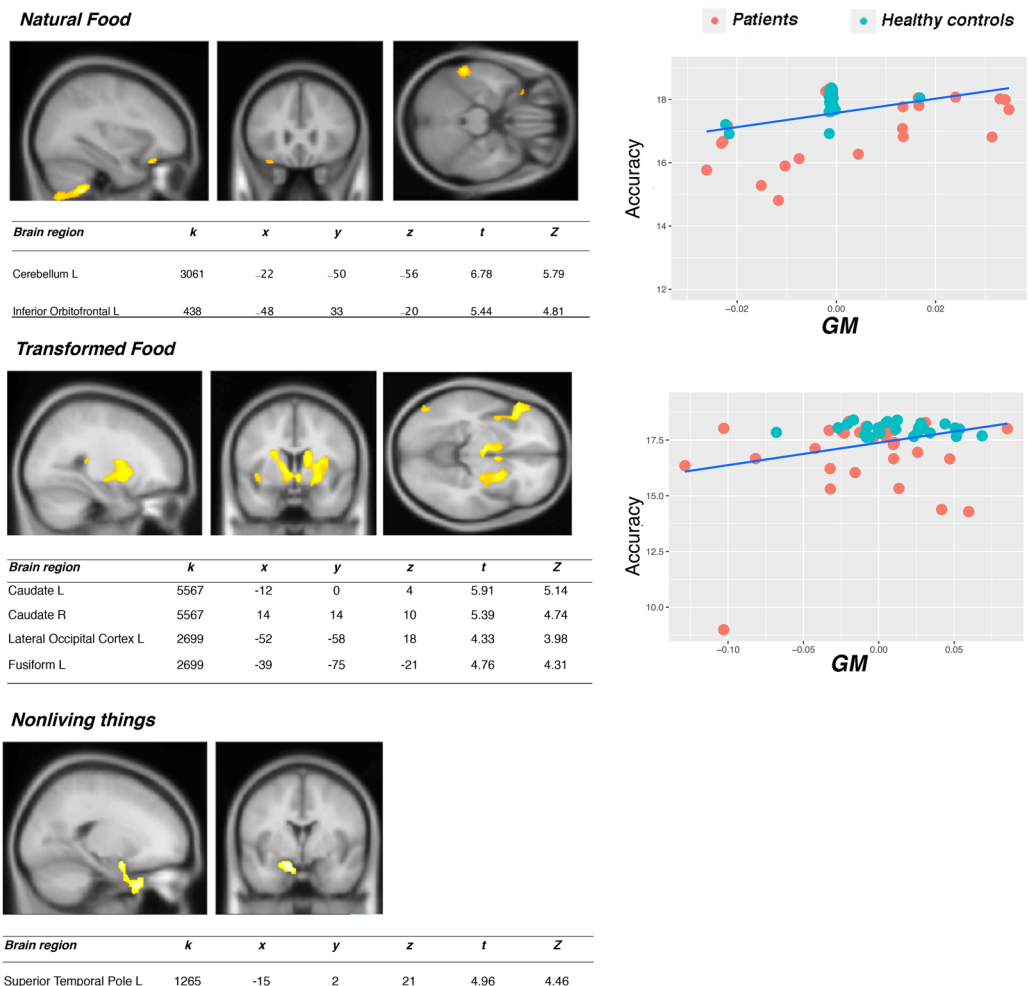 Natural Food
Patients Healthy controls
Brain region k x y z t Z
Cerebellum L 3061 -22 -50 -56 6.78 5.79
Inferior Orbitofrontal L 438 -48 33 -20 5.44 4.81
18
16
14
12
Accuracy
-0.02 0.00 0.02
GM
Transformed Food
Brain region k x y z t Z
Caudate L 5567 -12 0 4 5.91 5.14
Caudate R 5567 14 14 10 5.39 4.74
Lateral Occipital Cortex L 2699 -52 -58 18 4.33 3.98
Fusiform L 2699 -39 -75 -21 4.76 4.31
17.5
15.0
12.5
10.0
Accuracy
-0.10 -0.05 0.00 0.05
GM
Nonliving things
Brain region k x y z t Z
Superior Temporal Pole L 1265 -15 2 21 4.96 4.46